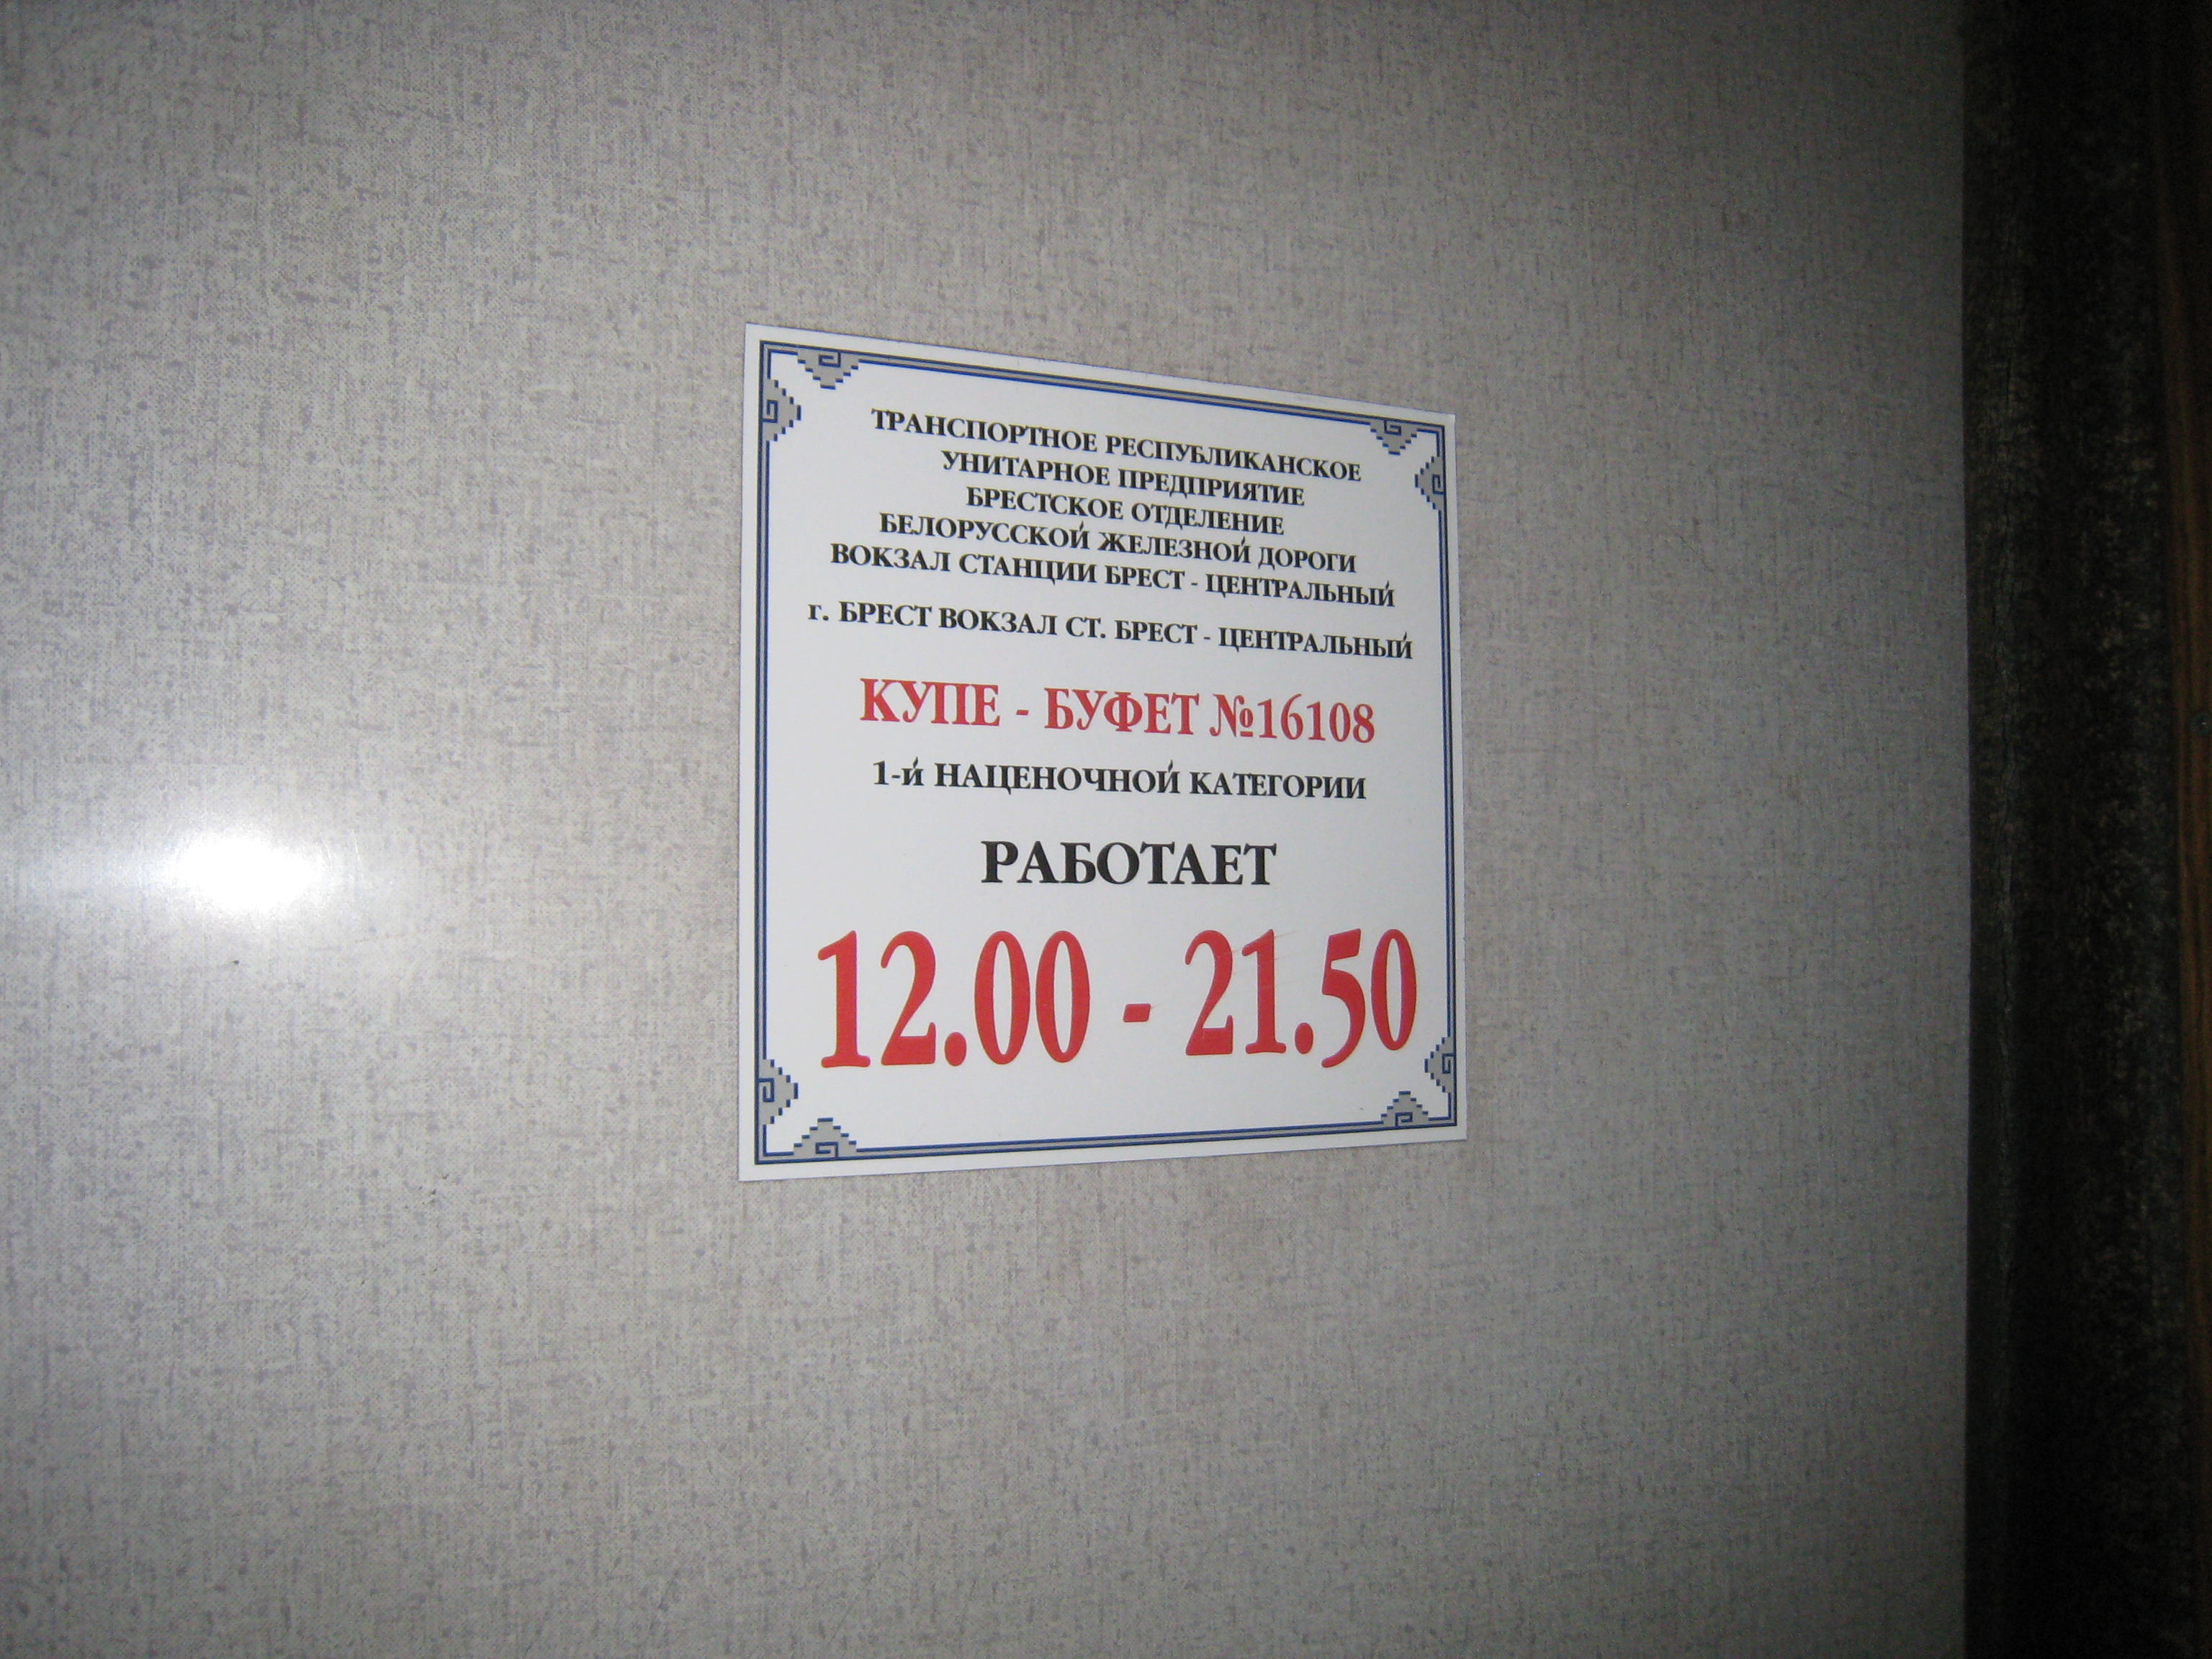 ТРАНСПОРТНОЕ РЕСПУБЛИКАНСКОЕ
УНИТАРНОЕ ПРЕДПРИЯТИЕ
БРЕСТСКОЕ ОТДЕЛЕНИЕ
БЕЛОРУССКОЙ ЖЕЛЕЗНОЙ ДОРОГИ
ВОКЗАЛ СТАНЦИИ БРЕСТ - ЦЕНТРАЛЬНЫЙ
г. БРЕСТ ВОКЗАЛ СТ. БРЕСТ - ЦЕНТРАЛЬНЫЙ
КУПЕ - БУФЕТ №16108
1-й НАЦЕНОЧНОЙ КАТЕГОРИИ
РАБОТАЕТ
12.00 - 21.50